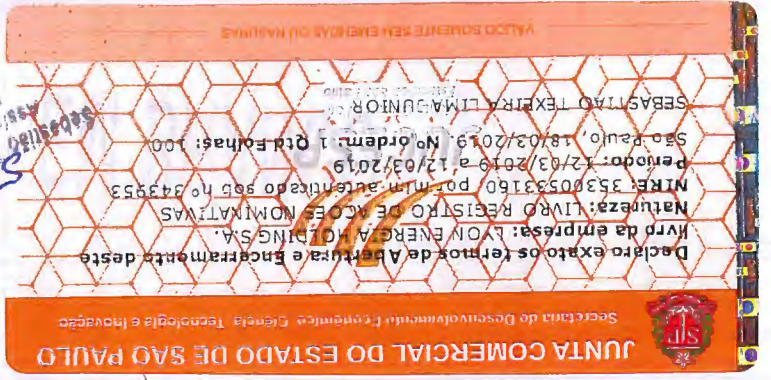 JUNTA COMERCIAL DO ESTADO DE SÃO PAULO
Secretaria de Desenvolvimento Econômico, Ciência, Tecnologia e Inovação
Declaro exato os termos de Abertura e Encerramento deste
livro da empresa: LYON ENERGIA HOLDING S.A.
Natureza: LIVRO REGISTRO DE AÇÕES NOMINATIVAS
NIRE: 35300533160, por mim autenticado sob nº 343953
Período: 12/03/2019 a 12/03/2019
São Paulo, 18/03/2019. Nº ordem: 1 Qtd Folhas: 100
SEBASTIAO TEXEIRA LIMA JUNIOR
VÁLIDO SOMENTE SEM EMENDAS OU RASURAS
Sebastião